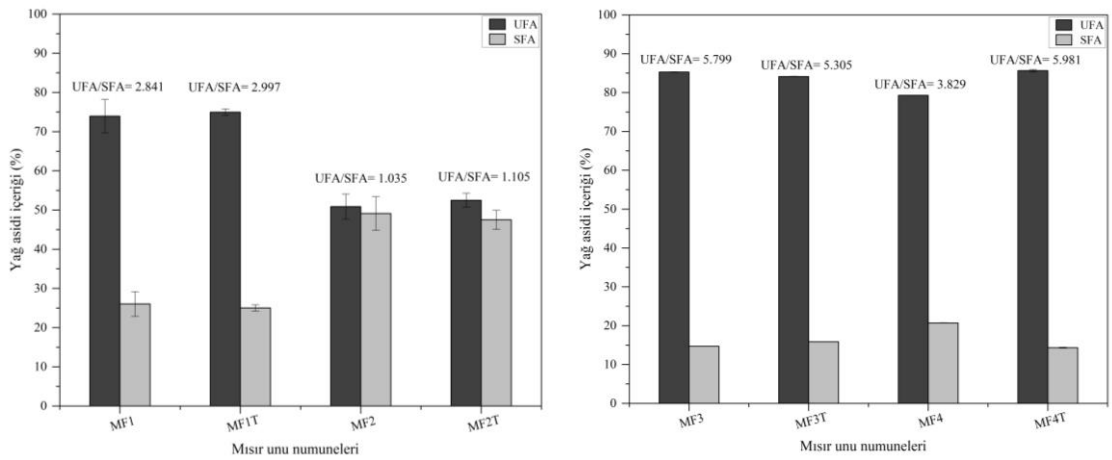 100
90
80
70
60
50
40
30
20
10
0
Yağ asidi içeriği (%)
UFA
SFA
UFA/SFA= 2.841
UFA/SFA= 2.997
UFA/SFA= 1.035
UFA/SFA= 1.105
MF1
MF1T
MF2
MF2T
Mısır unu numuneleri
100
90
80
70
60
50
40
30
20
10
0
Yağ asidi içeriği (%)
UFA
SFA
UFA/SFA= 5.799
UFA/SFA= 5.305
UFA/SFA= 3.829
UFA/SFA= 5.981
MF3
MF3T
MF4
MF4T
Mısır unu numuneleri